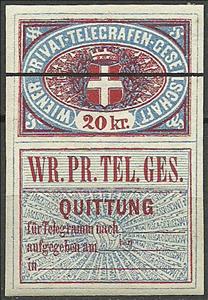 WIENER PRIVAT-TELEGRAFEN-GESELLSCHAFT
20 kr.
WR. PR. TEL. GES.
QUITTUNG
für Telegramm nach
aufgegeben am
in